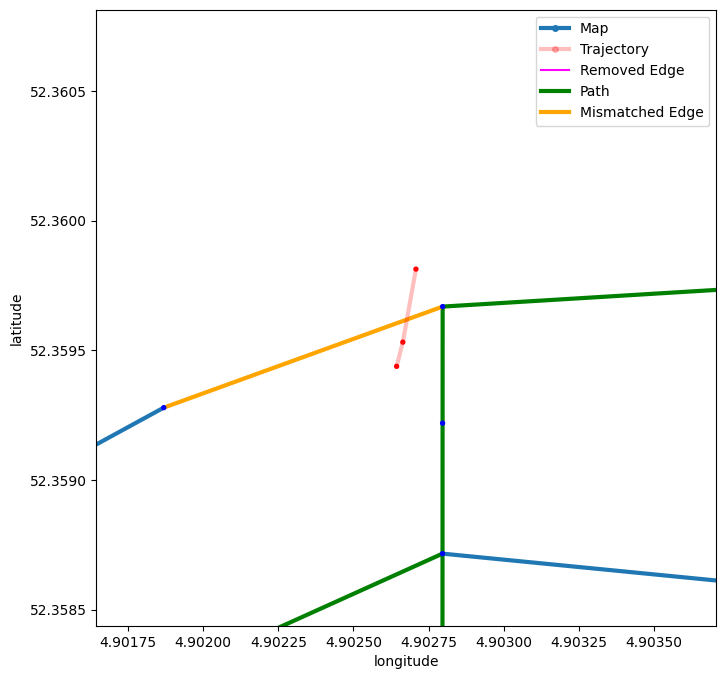 Map
Trajectory
Removed Edge
Path
Mismatched Edge
52.3605
52.3600
52.3595
52.3590
52.3585
latitude
4.90175 4.90200 4.90225 4.90250 4.90275 4.90300 4.90325 4.90350
longitude